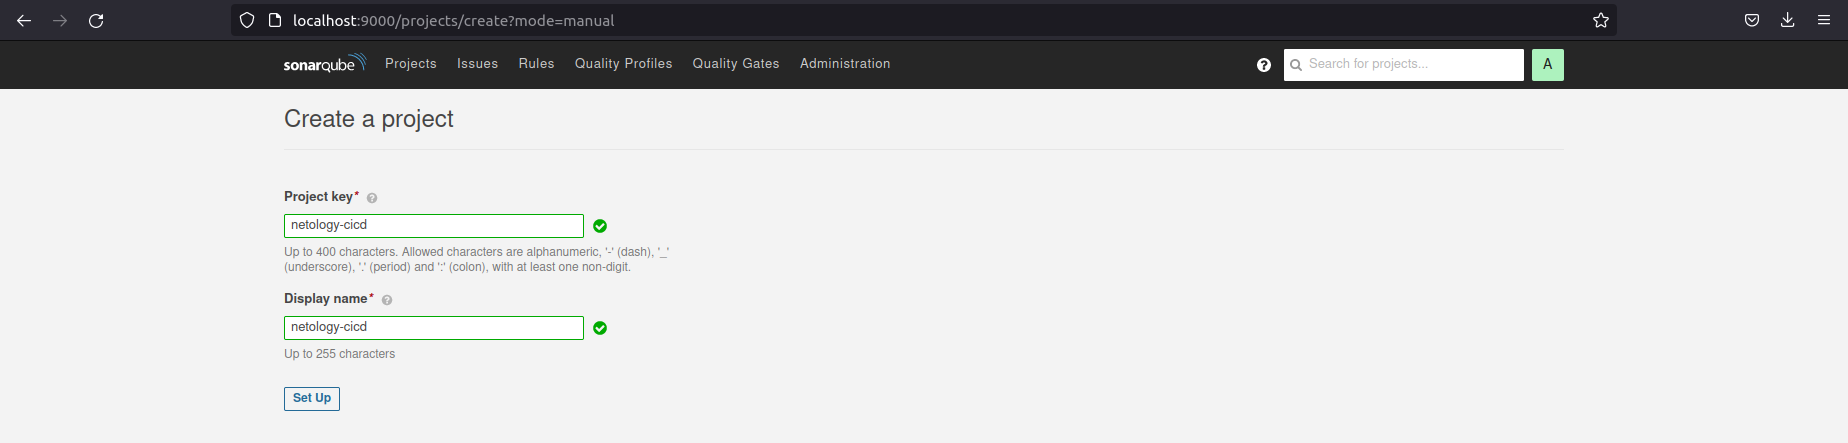 localhost:9000/projects/create?mode=manual
sonarqube Projects Issues Rules Quality Profiles Quality Gates Administration ? Search for projects... A
Create a project
Project key* ?
netology-cicd
Up to 400 characters. Allowed characters are alphanumeric, '-' (dash), '_'
(underscore), '.' (period) and ':' (colon), with at least one non-digit.
Display name* ?
netology-cicd
Up to 255 characters
Set Up